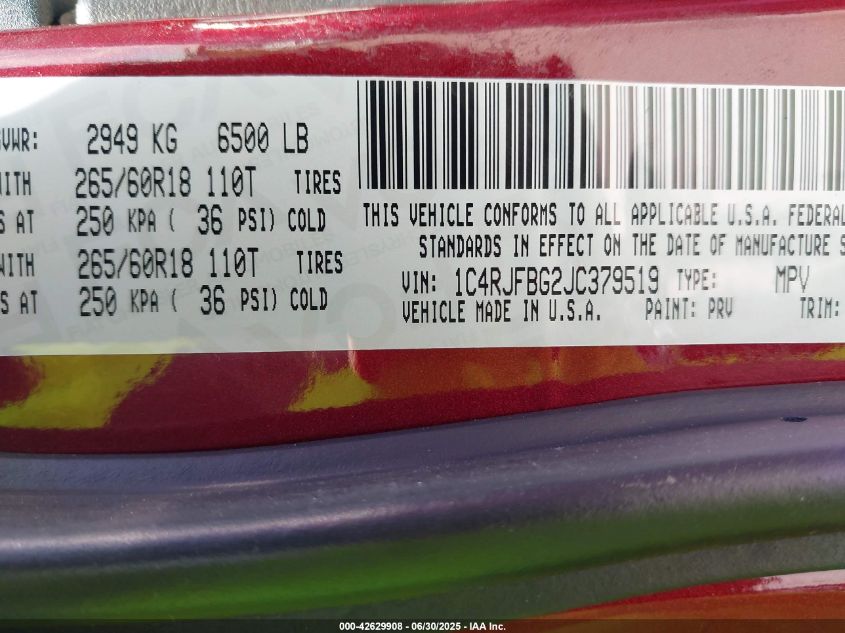 GVWR: 2949 KG 6500 LB
WITH 265/60R18 110T TIRES
S AT 250 KPA ( 36 PSI) COLD
WITH 265/60R18 110T TIRES
S AT 250 KPA ( 36 PSI) COLD
THIS VEHICLE CONFORMS TO ALL APPLICABLE U.S.A. FEDERAL
STANDARDS IN EFFECT ON THE DATE OF MANUFACTURE S
VIN: 1C4RJFBG2JC379519 TYPE: MPV
VEHICLE MADE IN U.S.A. PAINT: PRV TRIM:
000-42629908 - 06/30/2025 - IAA Inc.